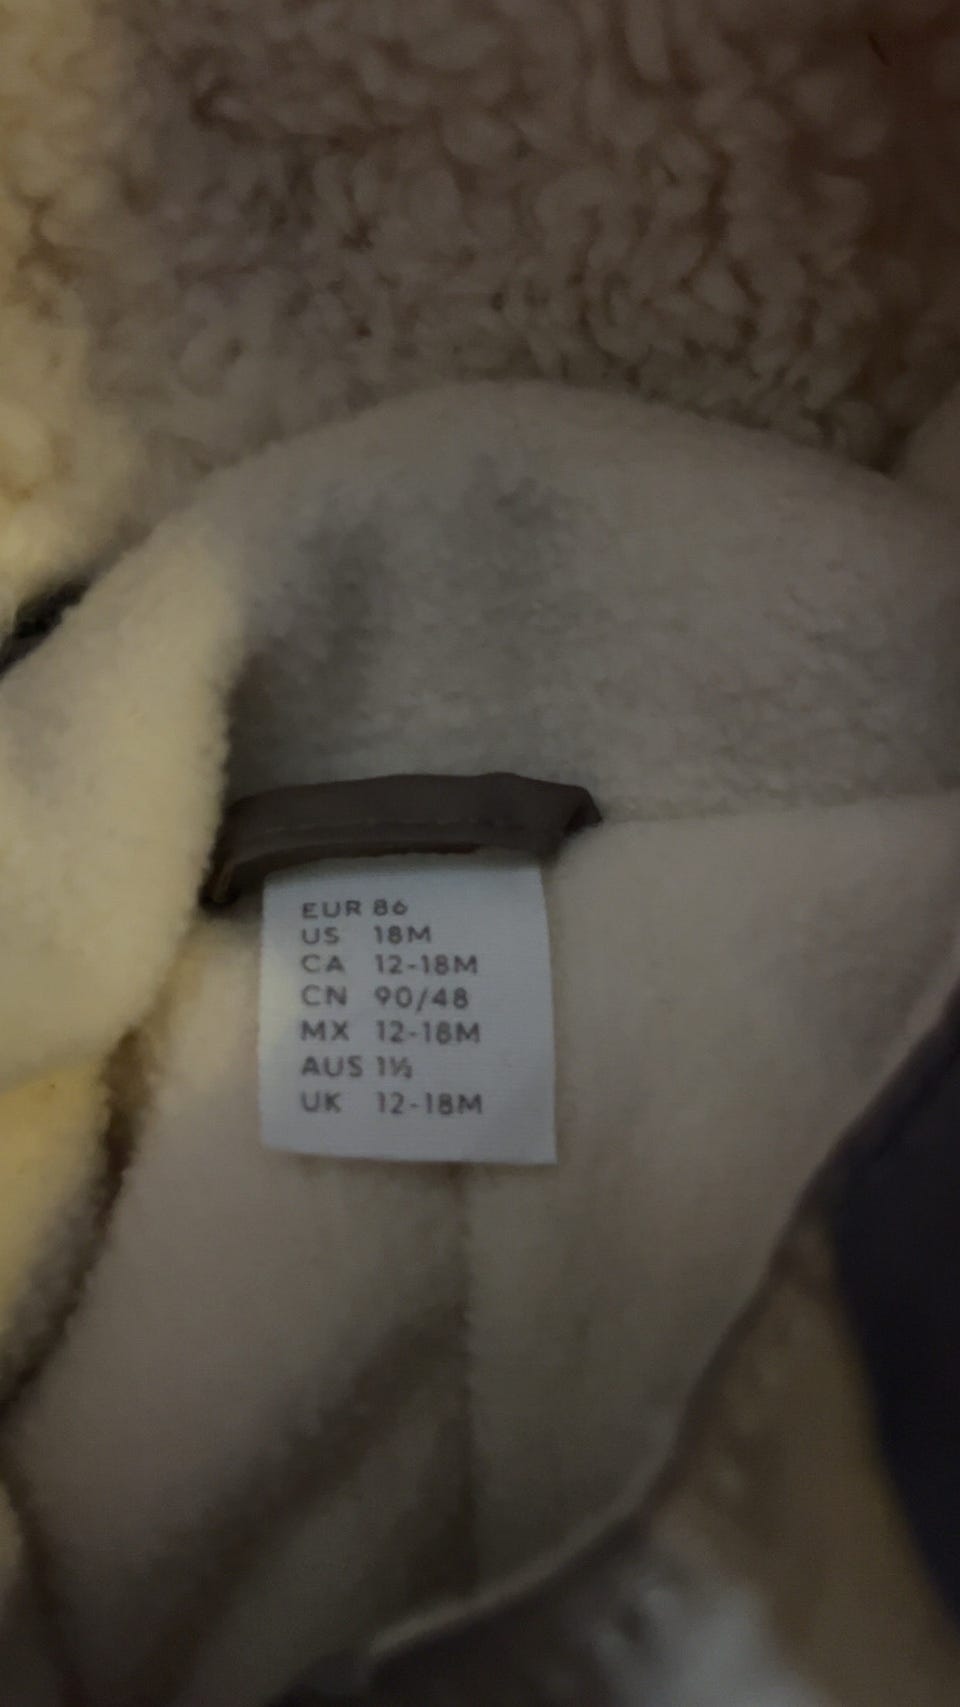 EUR 86
US 18M
CA 12-18M
CN 90/48
MX 12-18M
AUS 1½
UK 12-18M